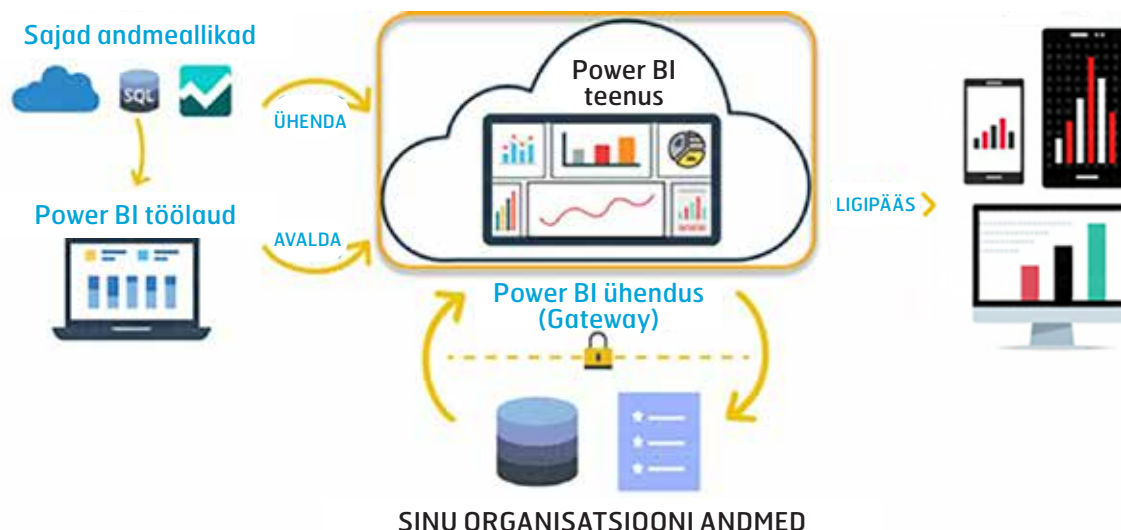 Sajad andmeallikad
SQL
ÜHENDA
Power BI töölaud
AVALDA
Power BI
teenus
LIGIPÄÄS
Power BI ühendus
(Gateway)
SINU ORGANISATSIOONI ANDMED